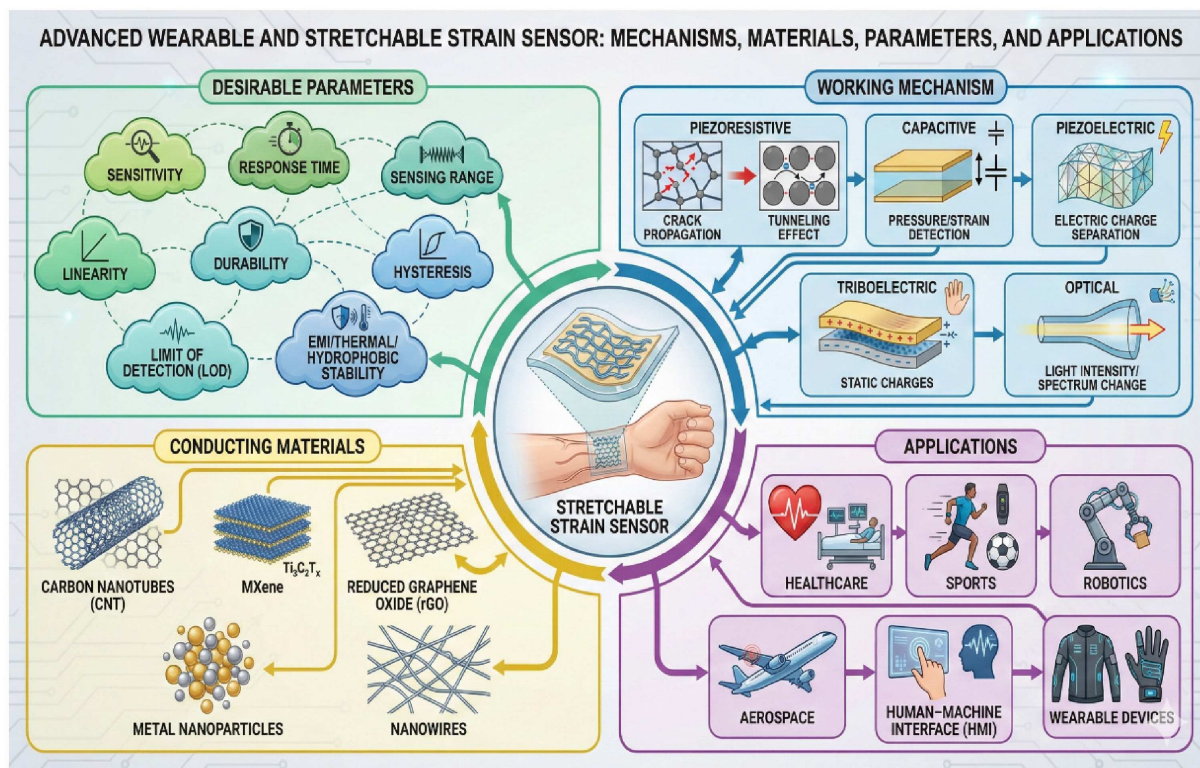 ADVANCED WEARABLE AND STRETCHABLE STRAIN SENSOR: MECHANISMS, MATERIALS, PARAMETERS, AND APPLICATIONS
DESIRABLE PARAMETERS
SENSITIVITY
RESPONSE TIME
SENSING RANGE
LINEARITY
DURABILITY
HYSTERESIS
LIMIT OF
DETECTION (LOD)
EMI/THERMAL/
HYDROPHOBIC
STABILITY
WORKING MECHANISM
PIEZORESISTIVE
CRACK
PROPAGATION
TUNNELING
EFFECT
CAPACITIVE
PRESSURE/STRAIN
DETECTION
PIEZOELECTRIC
ELECTRIC CHARGE
SEPARATION
TRIBOELECTRIC
STATIC CHARGES
OPTICAL
LIGHT INTENSITY/
SPECTRUM CHANGE
STRETCHABLE
STRAIN SENSOR
CONDUCTING MATERIALS
CARBON NANOTUBES
(CNT)
Ti₃C₂Tₓ
MXene
REDUCED GRAPHENE
OXIDE (rGO)
METAL NANOPARTICLES
NANOWIRES
APPLICATIONS
HEALTHCARE
SPORTS
ROBOTICS
AEROSPACE
HUMAN–MACHINE
INTERFACE (HMI)
WEARABLE DEVICES